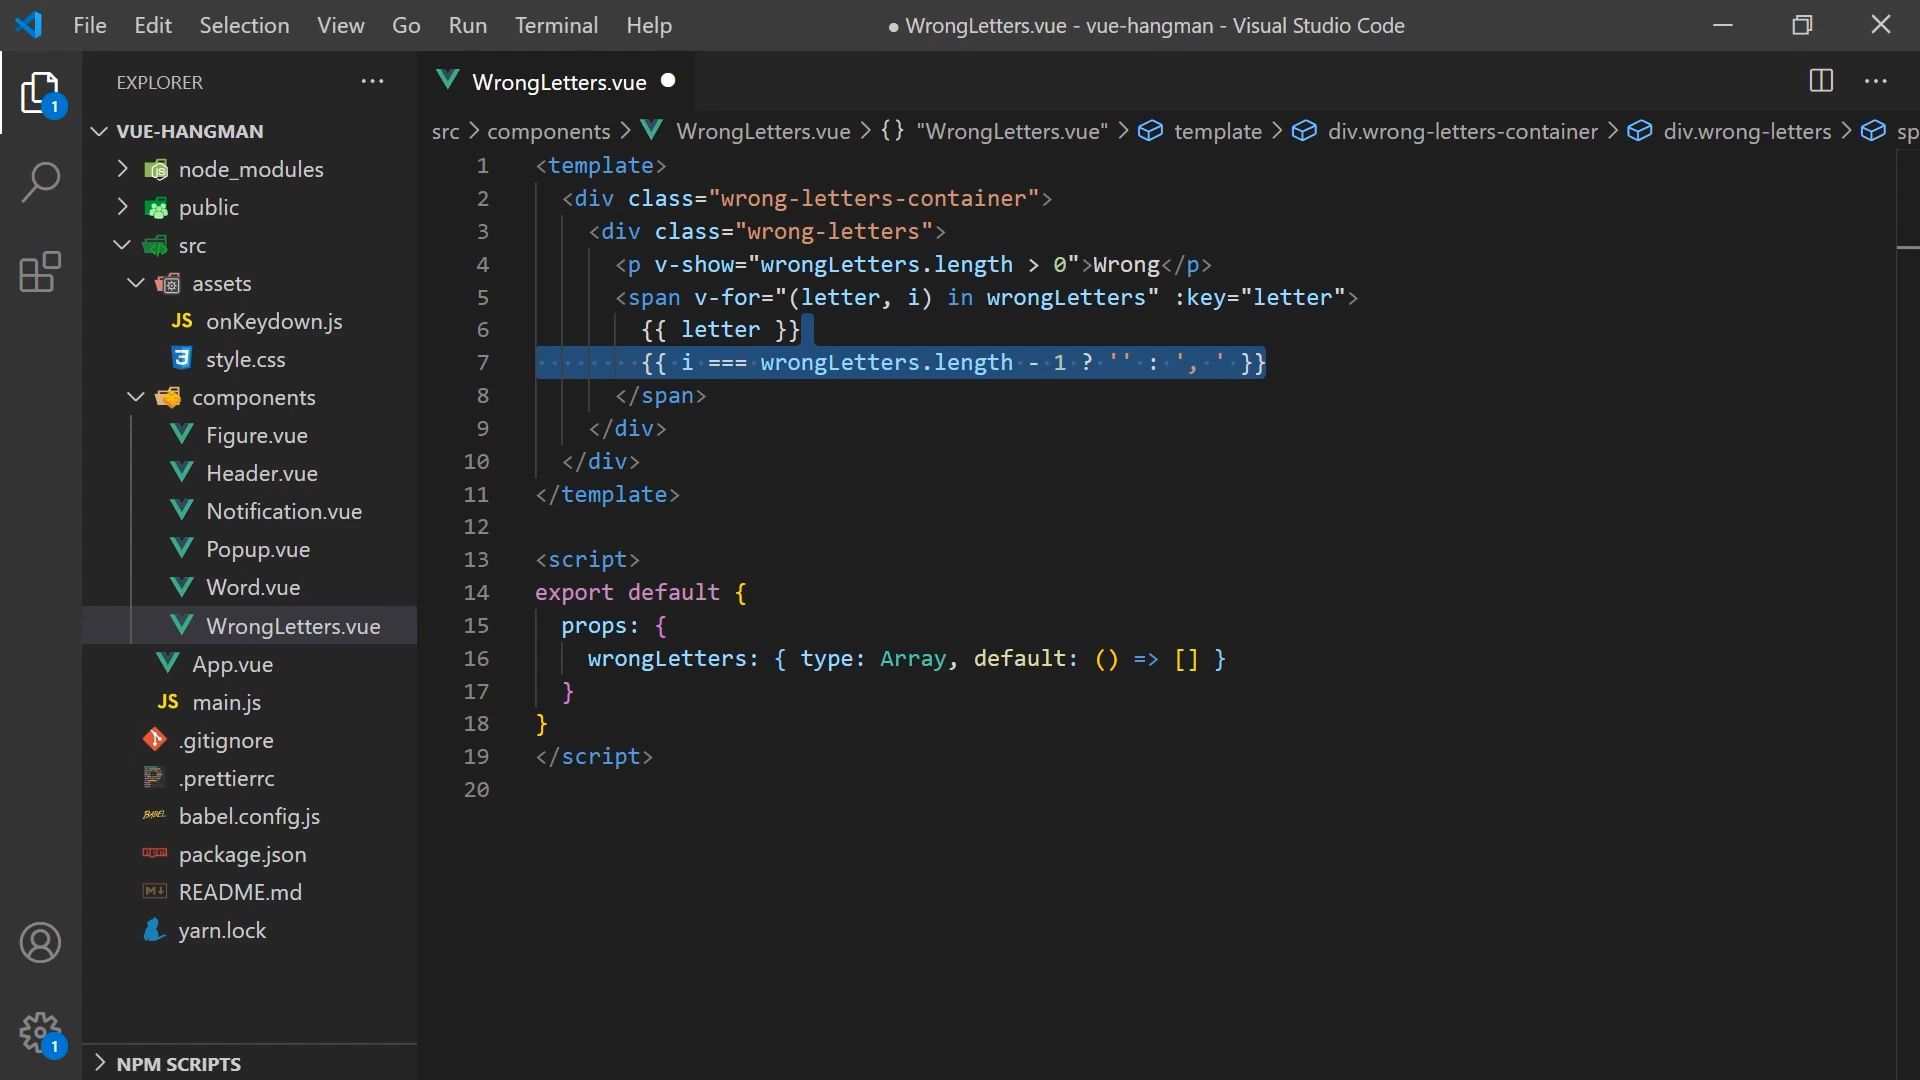 File Edit Selection View Go Run Terminal Help
● WrongLetters.vue - vue-hangman - Visual Studio Code
EXPLORER
1
VUE-HANGMAN
node_modules
public
src
assets
JS onKeydown.js
style.css
components
Figure.vue
Header.vue
Notification.vue
Popup.vue
Word.vue
WrongLetters.vue
App.vue
JS main.js
.gitignore
.prettierrc
BABEL babel.config.js
npm package.json
M↓ README.md
yarn.lock
1
NPM SCRIPTS
WrongLetters.vue
src > components > WrongLetters.vue > {} "WrongLetters.vue" > template > div.wrong-letters-container > div.wrong-letters > sp
1 <template>
2 <div class="wrong-letters-container">
3 <div class="wrong-letters">
4 <p v-show="wrongLetters.length > 0">Wrong</p>
5 <span v-for="(letter, i) in wrongLetters" :key="letter">
6 {{ letter }}
7 {{ i === wrongLetters.length - 1 ? '' : ', ' }}
8 </span>
9 </div>
10 </div>
11 </template>
12
13 <script>
14 export default {
15 props: {
16 wrongLetters: { type: Array, default: () => [] }
17 }
18 }
19 </script>
20